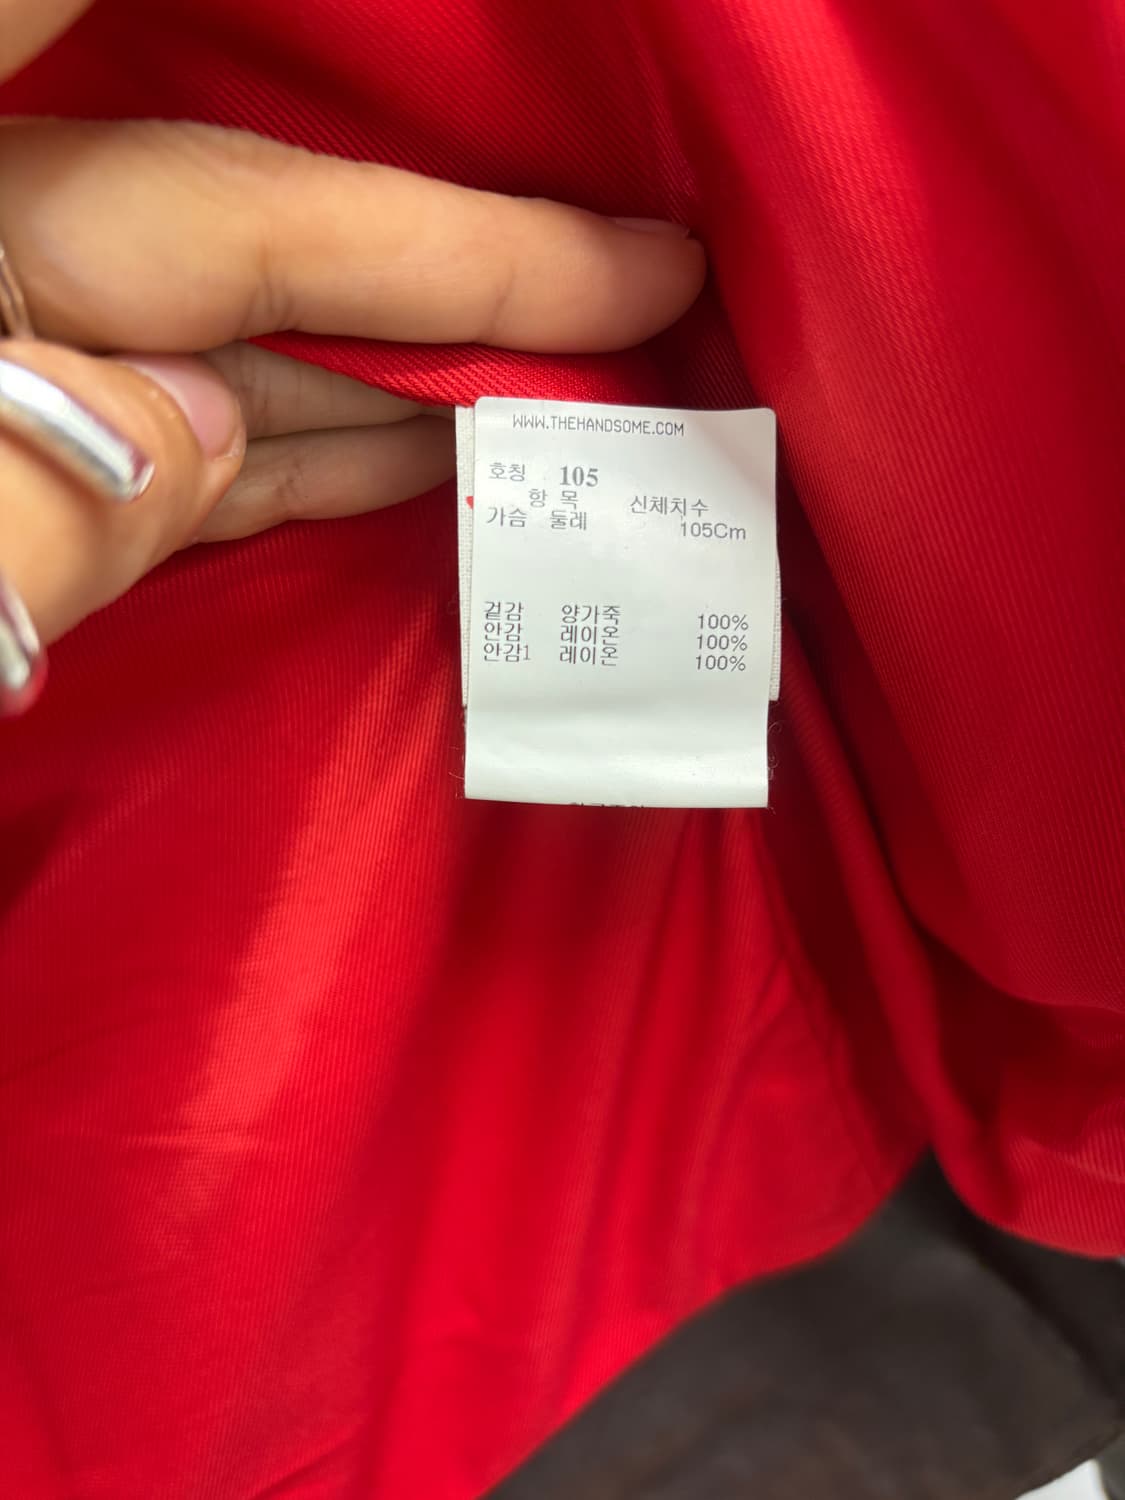 WWW.THEHANDSOME.COM
호칭 105
항 목 신체치수
가슴 둘레 105Cm
겉감 양가죽 100%
안감 레이온 100%
안감1 레이온 100%